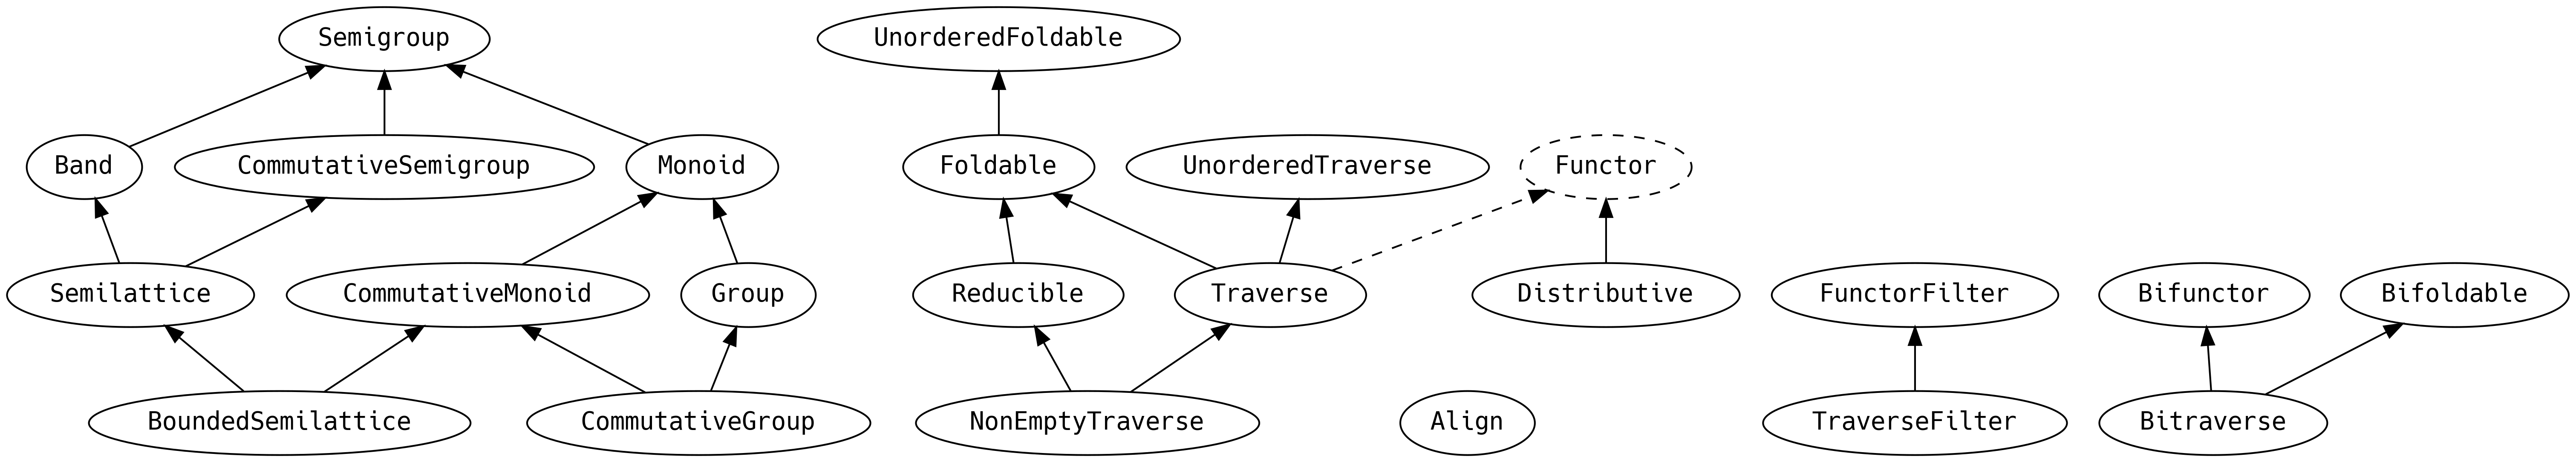 Semigroup
UnorderedFoldable
Band
CommutativeSemigroup
Monoid
Foldable
UnorderedTraverse
Functor
Semilattice
CommutativeMonoid
Group
Reducible
Traverse
Distributive
FunctorFilter
Bifunctor
Bifoldable
BoundedSemilattice
CommutativeGroup
NonEmptyTraverse
Align
TraverseFilter
Bitraverse